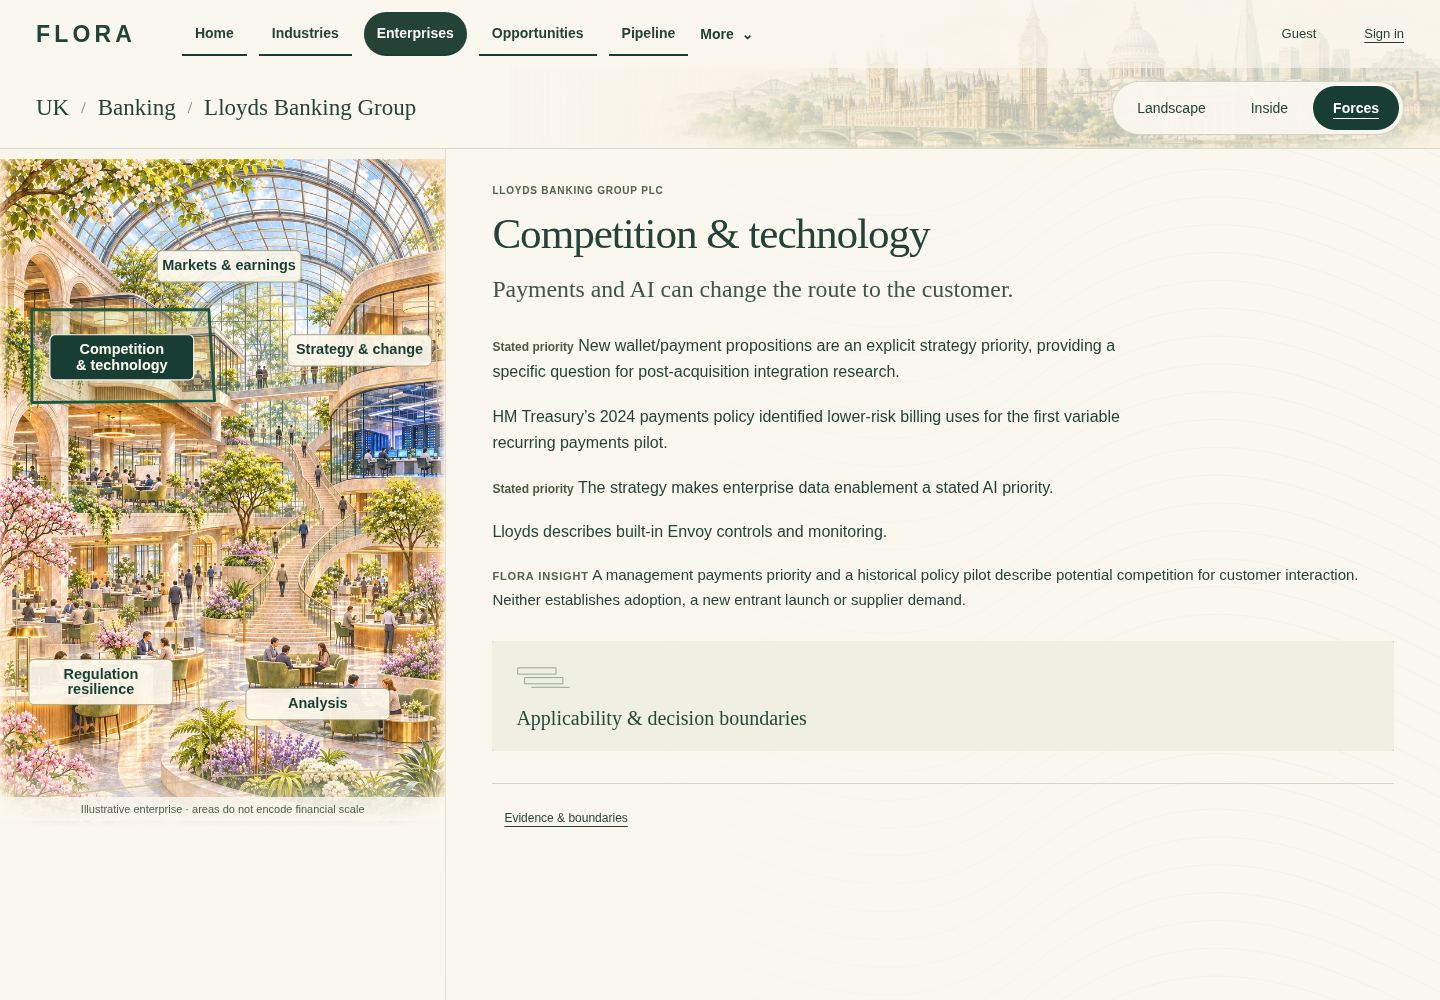 FLORA
Home
Industries
Enterprises
Opportunities
Pipeline
More
Guest
Sign in
UK / Banking / Lloyds Banking Group
Landscape
Inside
Forces
Markets & earnings
Competition
& technology
Strategy & change
Regulation
resilience
Analysis
Illustrative enterprise · areas do not encode financial scale
LLOYDS BANKING GROUP PLC
Competition & technology
Payments and AI can change the route to the customer.
Stated priority New wallet/payment propositions are an explicit strategy priority, providing a
specific question for post-acquisition integration research.
HM Treasury’s 2024 payments policy identified lower-risk billing uses for the first variable
recurring payments pilot.
Stated priority The strategy makes enterprise data enablement a stated AI priority.
Lloyds describes built-in Envoy controls and monitoring.
FLORA INSIGHT A management payments priority and a historical policy pilot describe potential competition for customer interaction.
Neither establishes adoption, a new entrant launch or supplier demand.
Applicability & decision boundaries
Evidence & boundaries